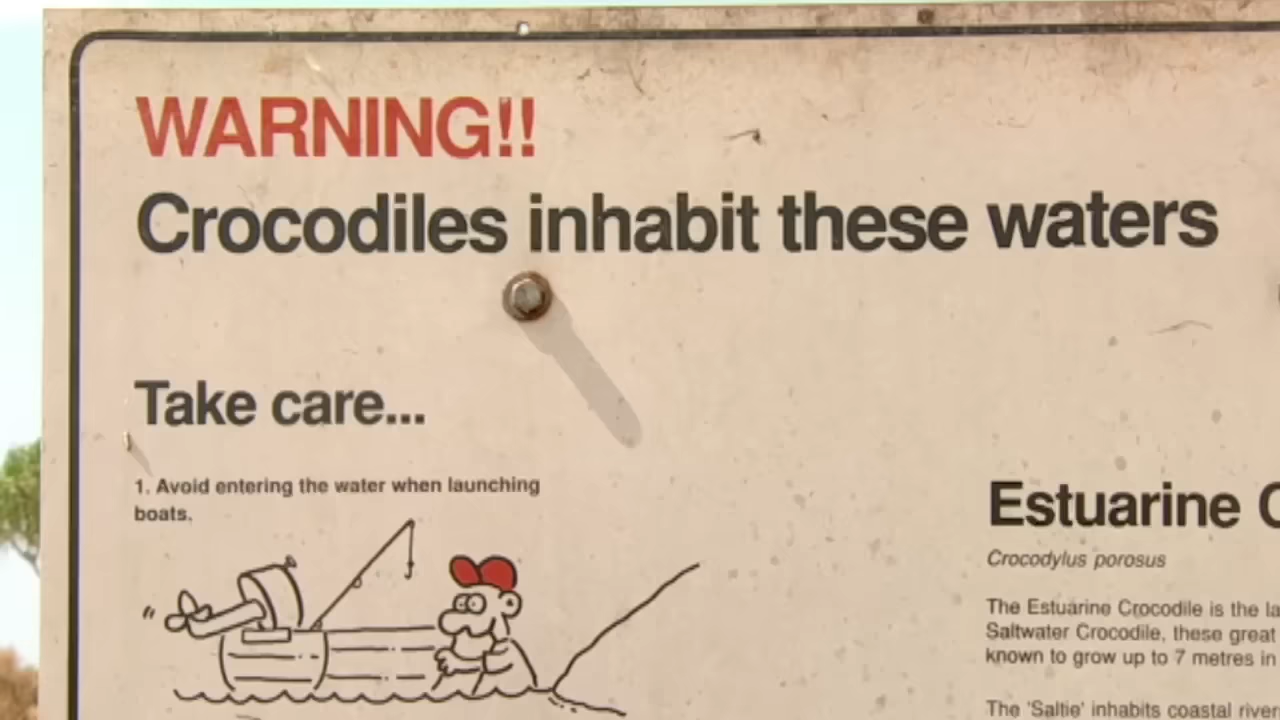 WARNING!!
Crocodiles inhabit these waters
Take care...
1. Avoid entering the water when launching
boats.
Estuarine
Crocodylus porosus
The Estuarine Crocodile is the
Saltwater Crocodile, these great
known to grow up to 7 metres in
The 'Saltie' inhabits coastal